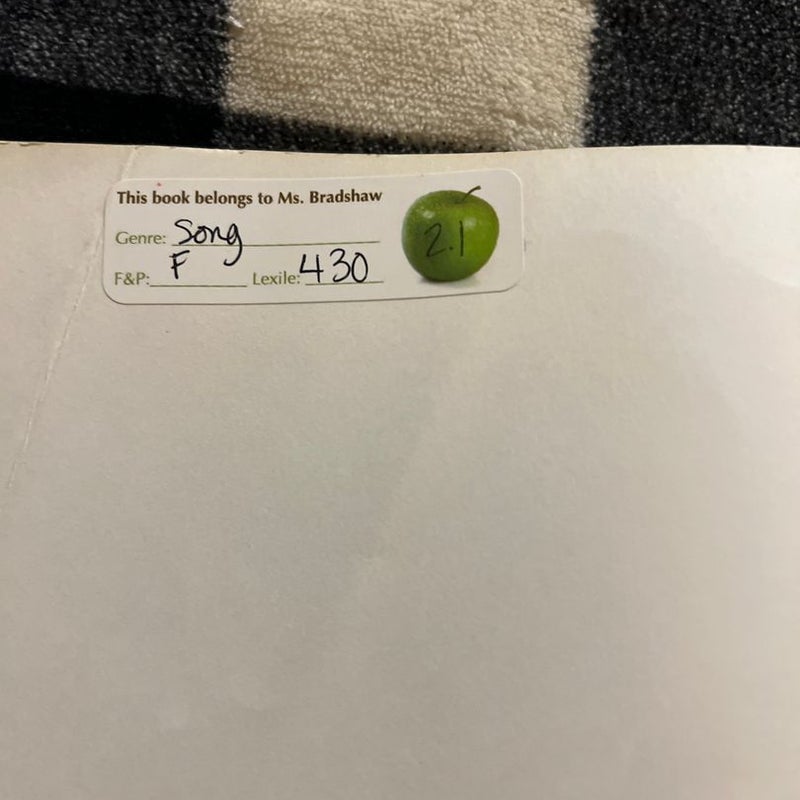 This book belongs to Ms. Bradshaw
Genre: Song
F&P: F Lexile: 430
2.1